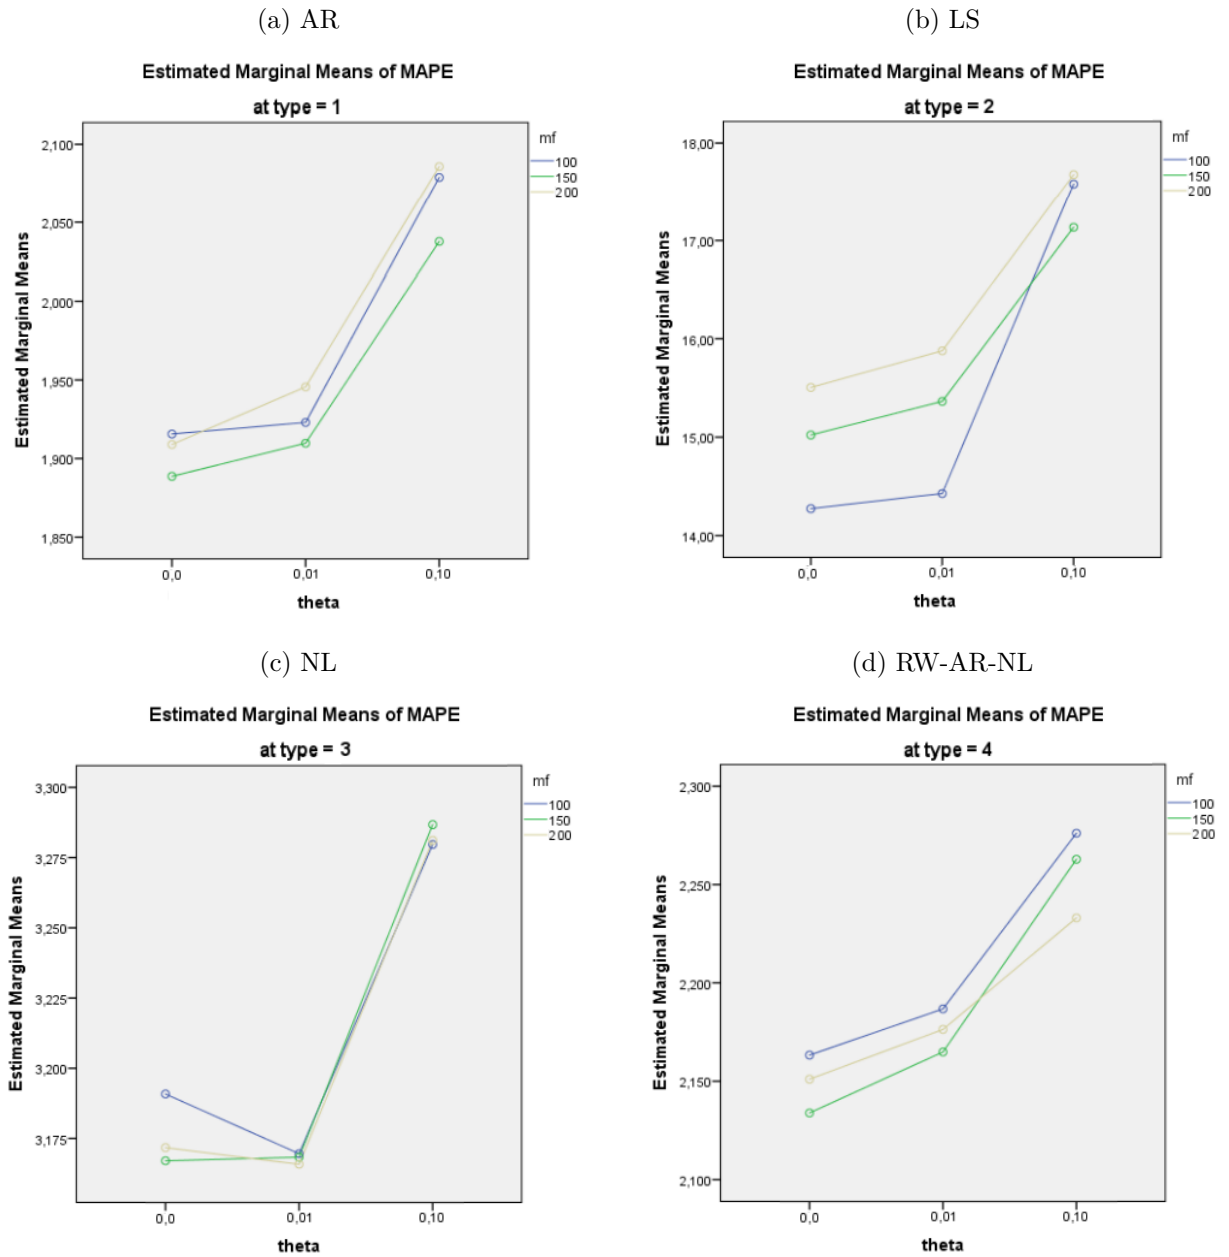 (a) AR
Estimated Marginal Means of MAPE
at type = 1
mf
100
150
200
Estimated Marginal Means
2,100
2,050
2,000
1,950
1,900
1,850
0,0
0,01
0,10
theta
(b) LS
Estimated Marginal Means of MAPE
at type = 2
mf
100
150
200
Estimated Marginal Means
18,00
17,00
16,00
15,00
14,00
0,0
0,01
0,10
theta
(c) NL
Estimated Marginal Means of MAPE
at type = 3
mf
100
150
200
Estimated Marginal Means
3,300
3,275
3,250
3,225
3,200
3,175
0,0
0,01
0,10
theta
(d) RW-AR-NL
Estimated Marginal Means of MAPE
at type = 4
mf
100
150
200
Estimated Marginal Means
2,300
2,250
2,200
2,150
2,100
0,0
0,01
0,10
theta